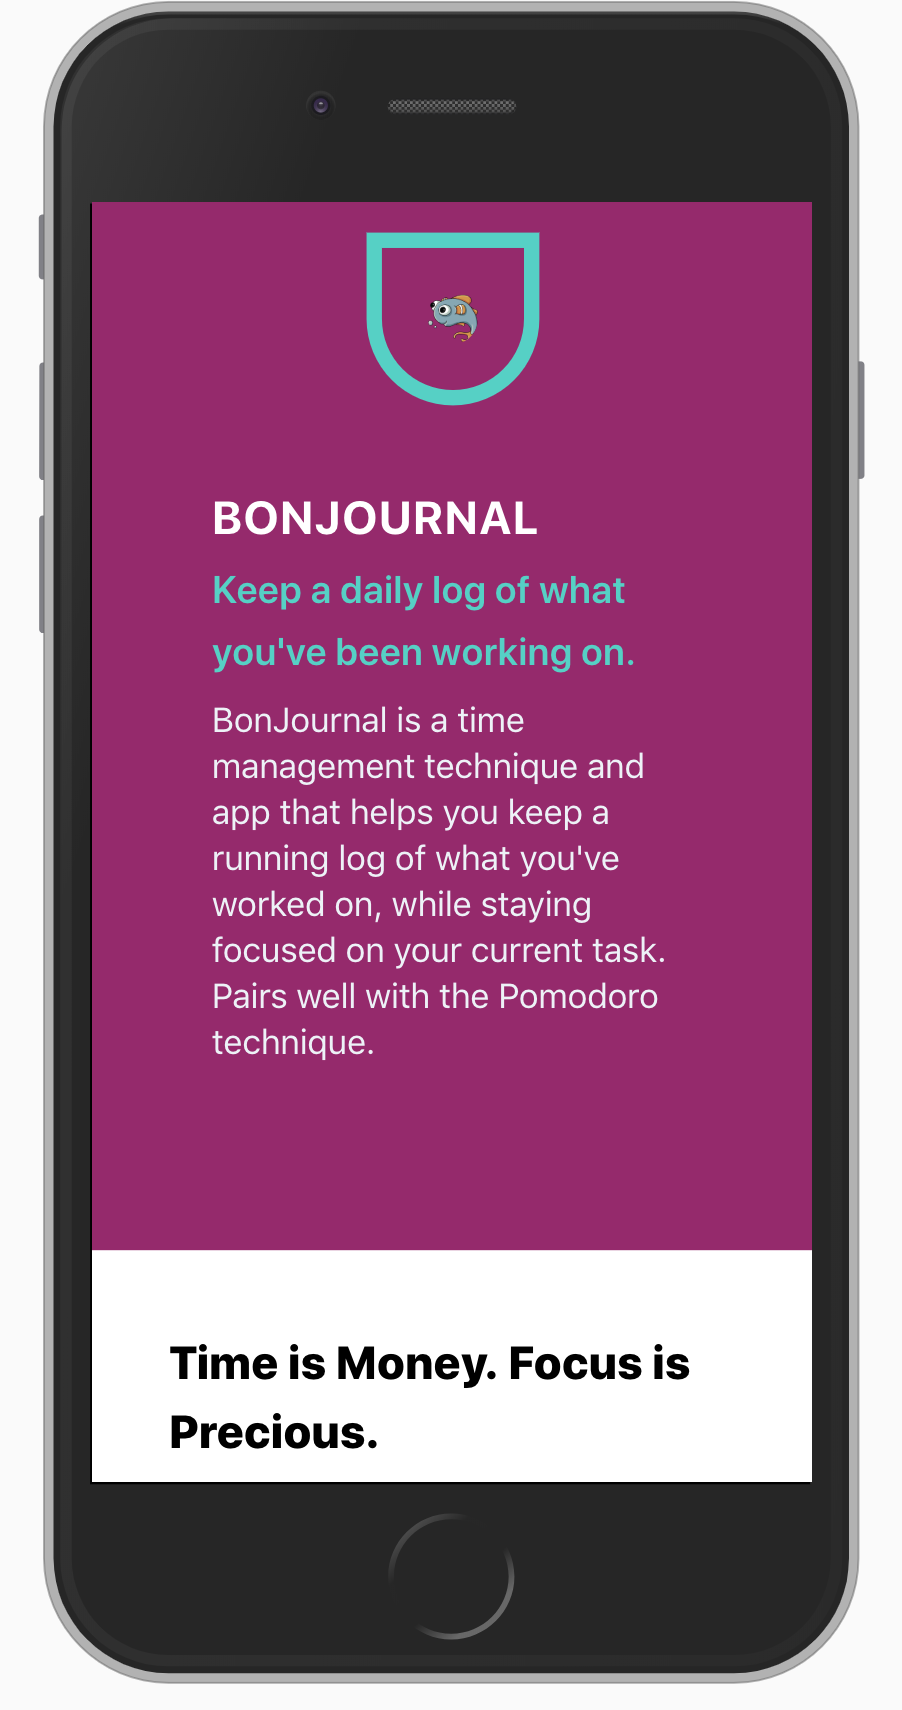 BONJOURNAL
Keep a daily log of what
you've been working on.
BonJournal is a time
management technique and
app that helps you keep a
running log of what you've
worked on, while staying
focused on your current task.
Pairs well with the Pomodoro
technique.
Time is Money. Focus is
Precious.